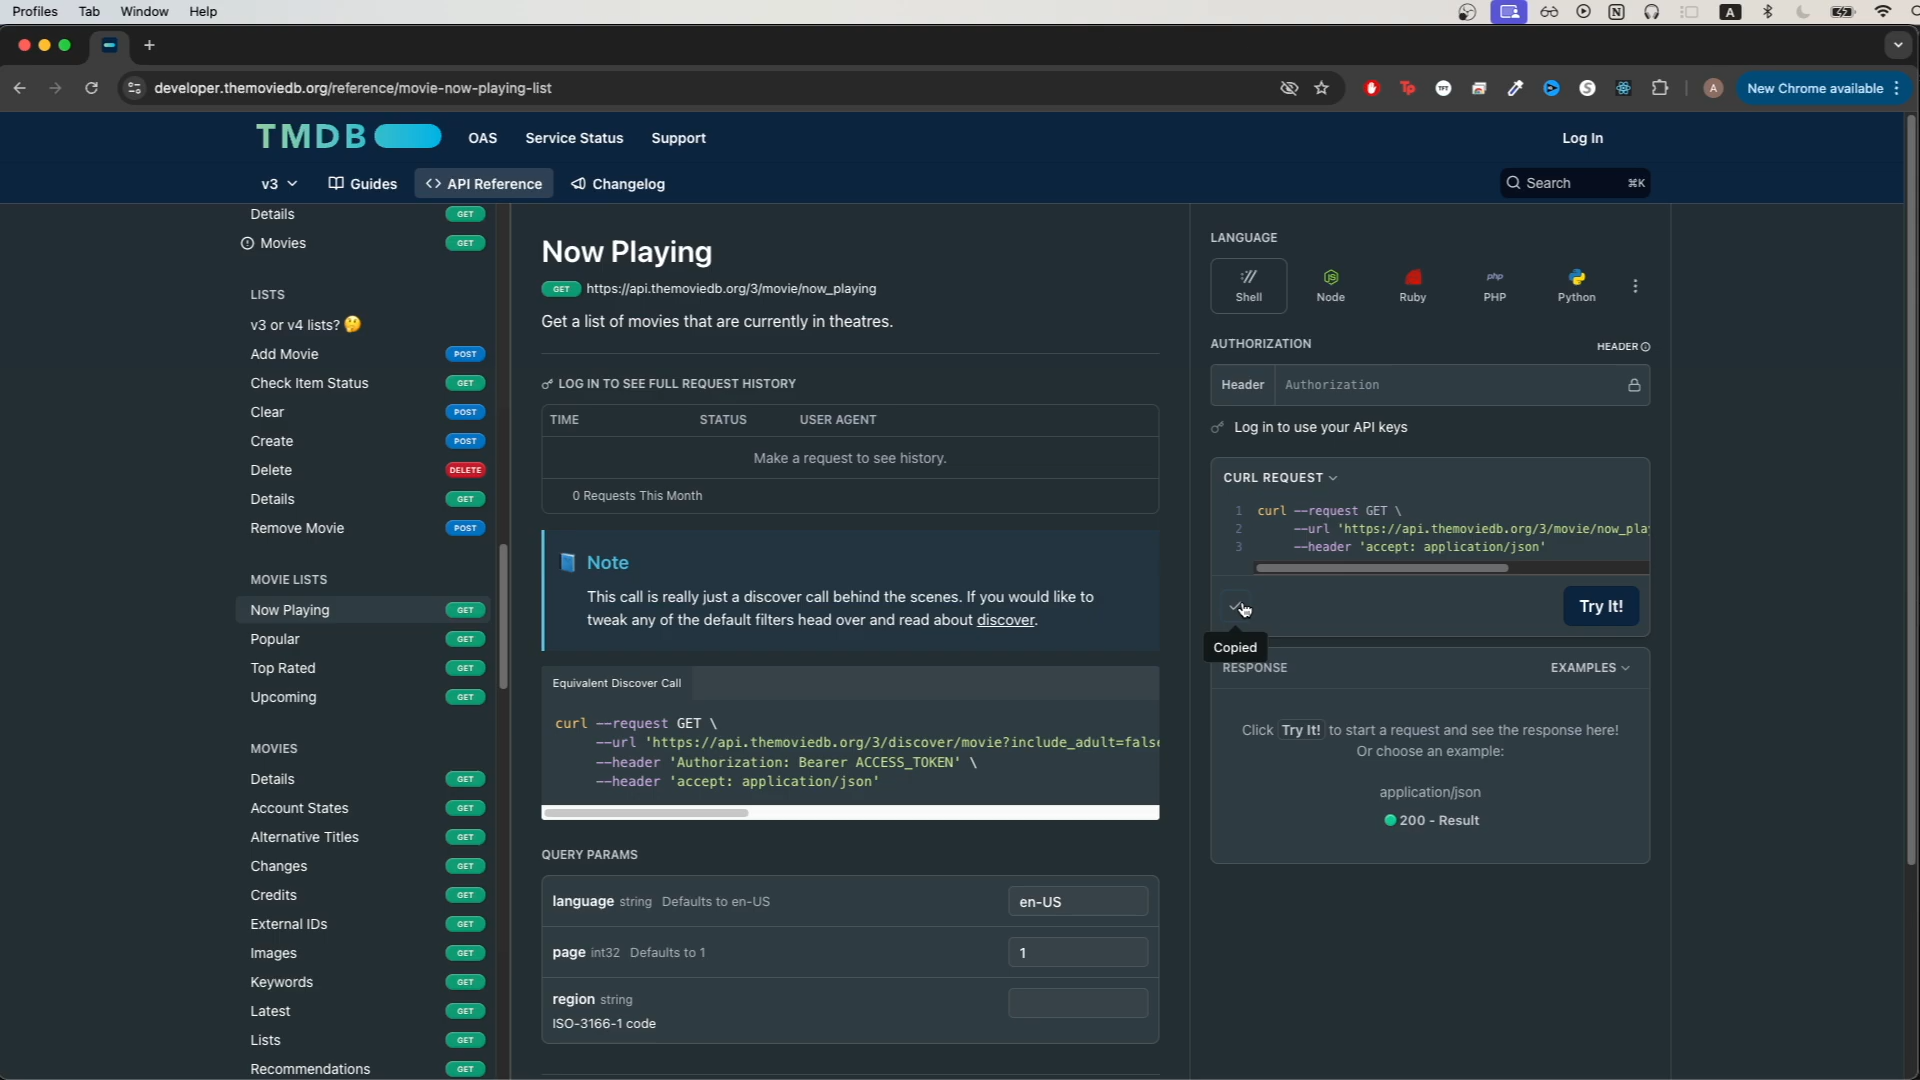 Profiles Tab Window Help
A
developer.themoviedb.org/reference/movie-now-playing-list
A New Chrome available
TMDB OAS Service Status Support Log In
v3 Guides <> API Reference Changelog Search ⌘K
Details GET
Movies GET
LISTS
v3 or v4 lists? 🤔
Add Movie POST
Check Item Status GET
Clear POST
Create POST
Delete DELETE
Details GET
Remove Movie POST
MOVIE LISTS
Now Playing GET
Popular GET
Top Rated GET
Upcoming GET
MOVIES
Details GET
Account States GET
Alternative Titles GET
Changes GET
Credits GET
External IDs GET
Images GET
Keywords GET
Latest GET
Lists GET
Recommendations GET
Now Playing
GET https://api.themoviedb.org/3/movie/now_playing
Get a list of movies that are currently in theatres.
LOG IN TO SEE FULL REQUEST HISTORY
TIME STATUS USER AGENT
Make a request to see history.
0 Requests This Month
Note
This call is really just a discover call behind the scenes. If you would like to
tweak any of the default filters head over and read about discover.
Equivalent Discover Call
curl --request GET \
--url 'https://api.themoviedb.org/3/discover/movie?include_adult=false
--header 'Authorization: Bearer ACCESS_TOKEN' \
--header 'accept: application/json'
QUERY PARAMS
language string Defaults to en-US en-US
page int32 Defaults to 1 1
region string
ISO-3166-1 code
LANGUAGE
Shell Node Ruby php PHP Python
AUTHORIZATION HEADER
Header Authorization
Log in to use your API keys
CURL REQUEST
1 curl --request GET \
2 --url 'https://api.themoviedb.org/3/movie/now_play
3 --header 'accept: application/json'
Try It!
Copied
RESPONSE EXAMPLES
Click Try It! to start a request and see the response here!
Or choose an example:
application/json
200 - Result